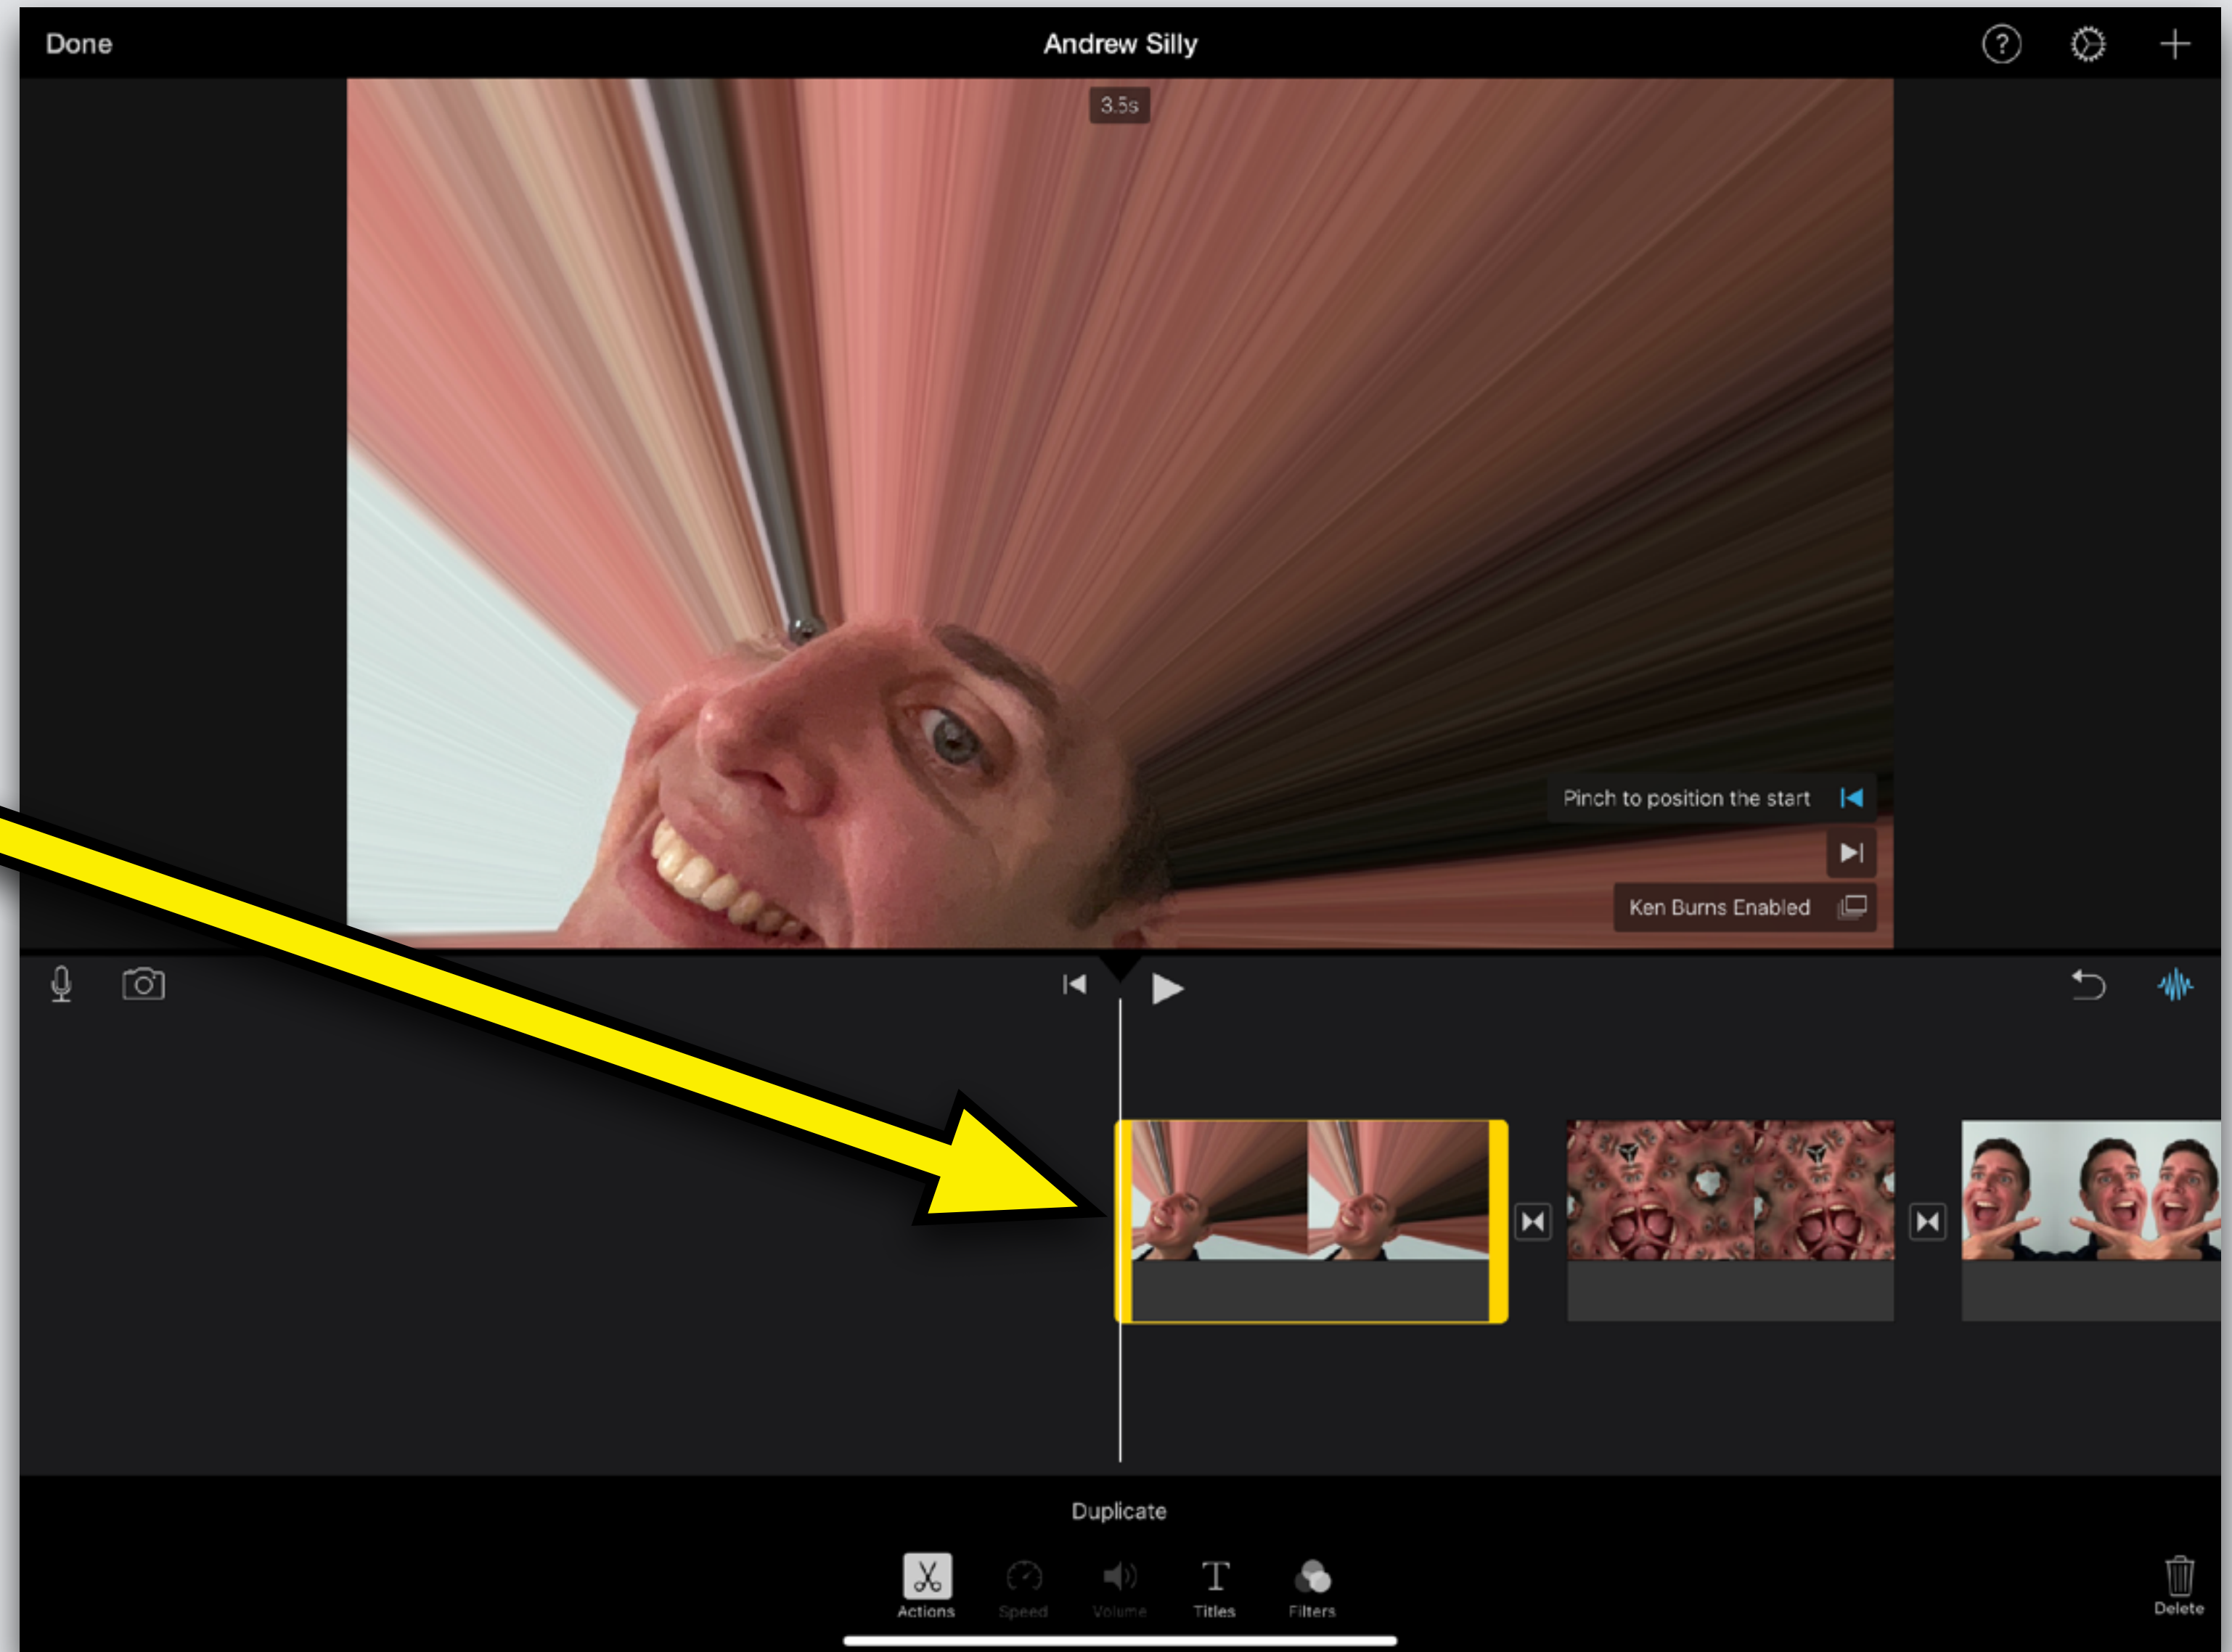 Done
Andrew Silly
?
3.5s
Pinch to position the start
Ken Burns Enabled
Duplicate
Actions
Speed
Volume
Titles
Filters
Delete